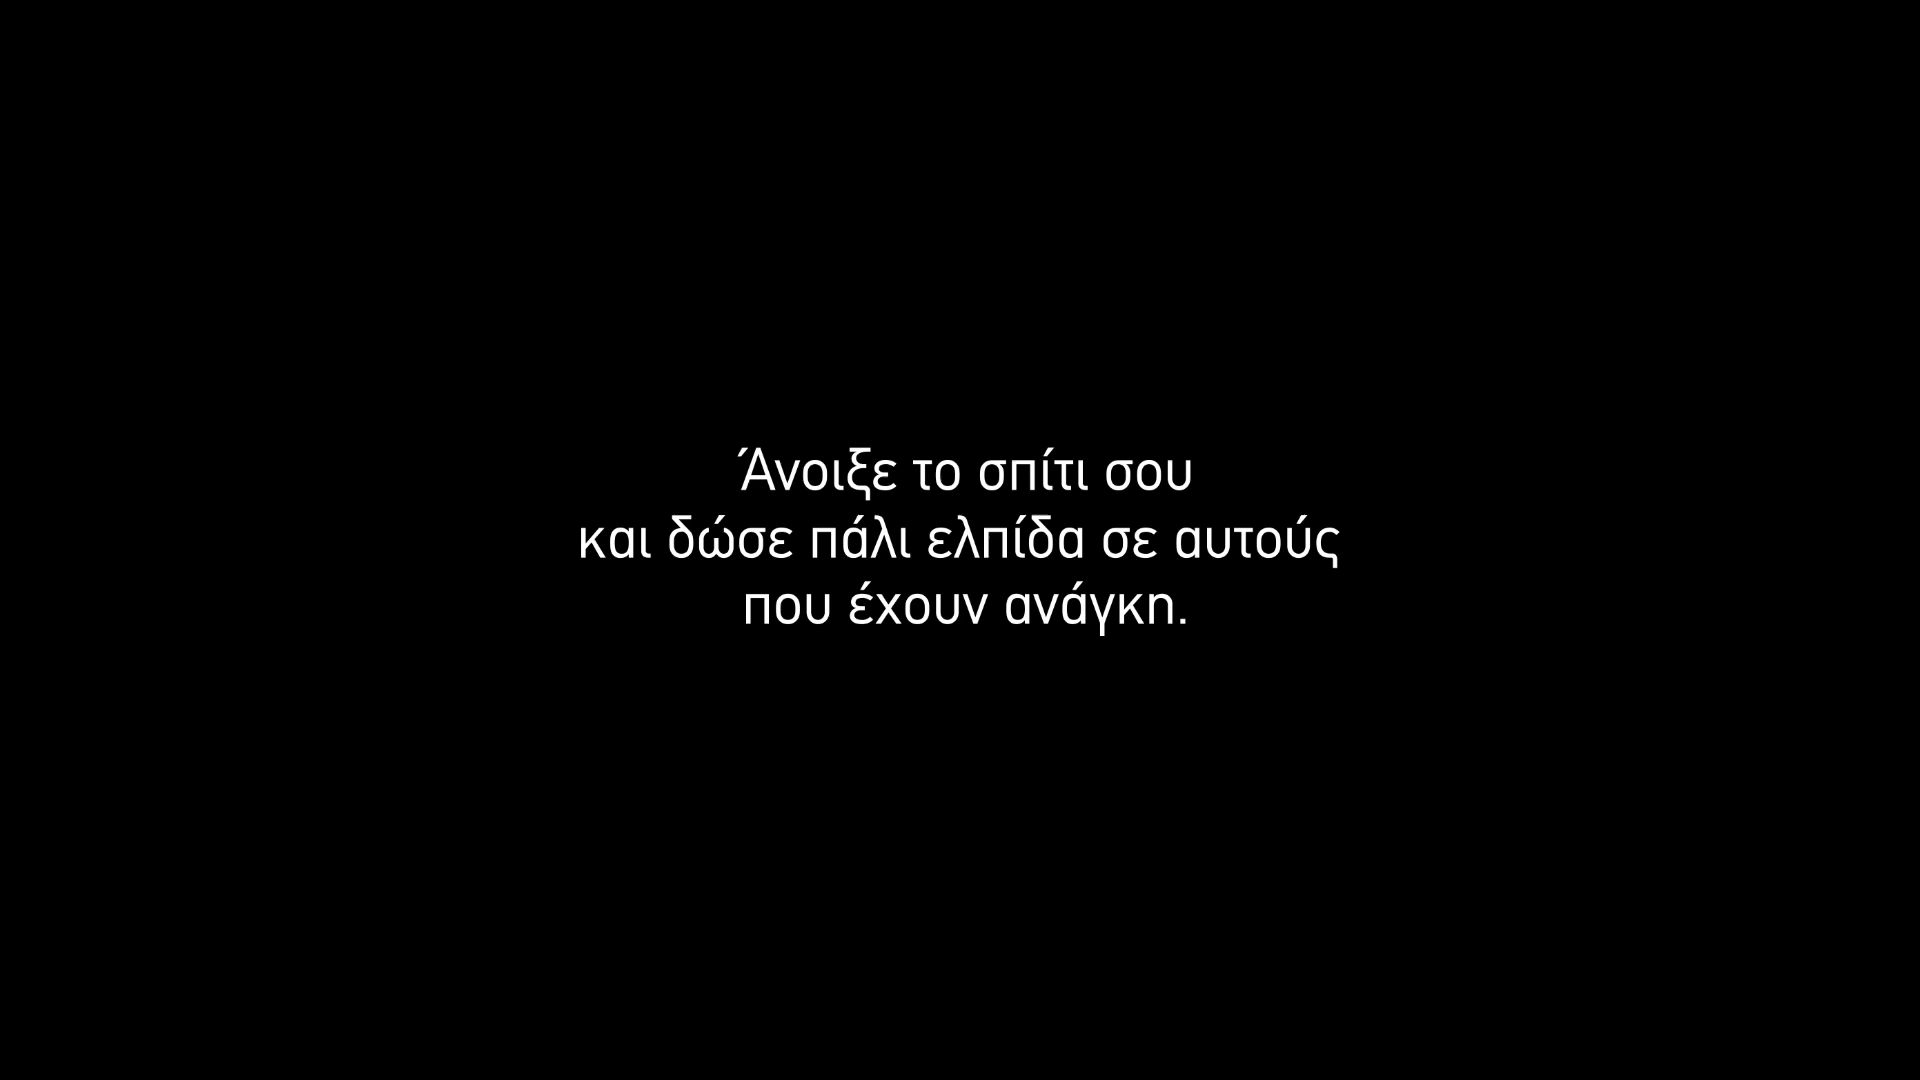 Άνοιξε το σπίτι σου
και δώσε πάλι ελπίδα σε αυτούς
που έχουν ανάγκη.